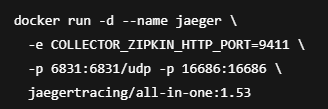 docker run -d --name jaeger \
-e COLLECTOR_ZIPKIN_HTTP_PORT=9411 \
-p 6831:6831/udp -p 16686:16686 \
jaegertracing/all-in-one:1.53